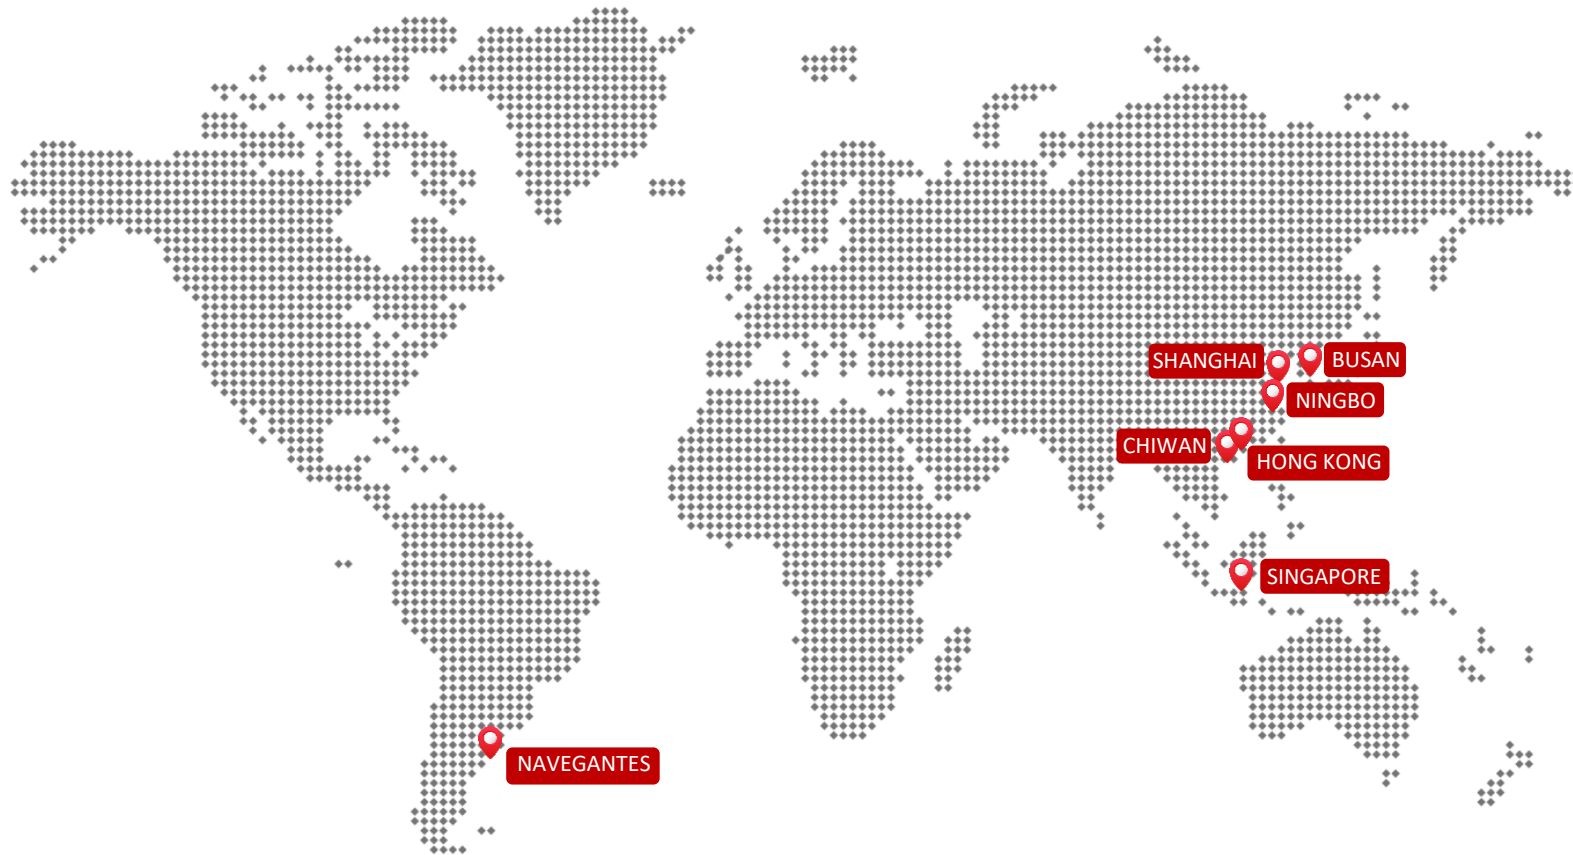 SHANGHAI
BUSAN
NINGBO
CHIWAN
HONG KONG
SINGAPORE
NAVEGANTES